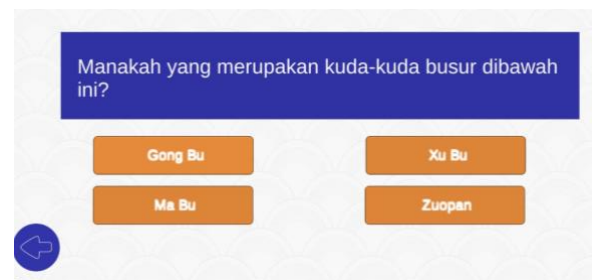 Manakah yang merupakan kuda-kuda busur dibawah
ini?
Gong Bu
Xu Bu
Ma Bu
Zuopan